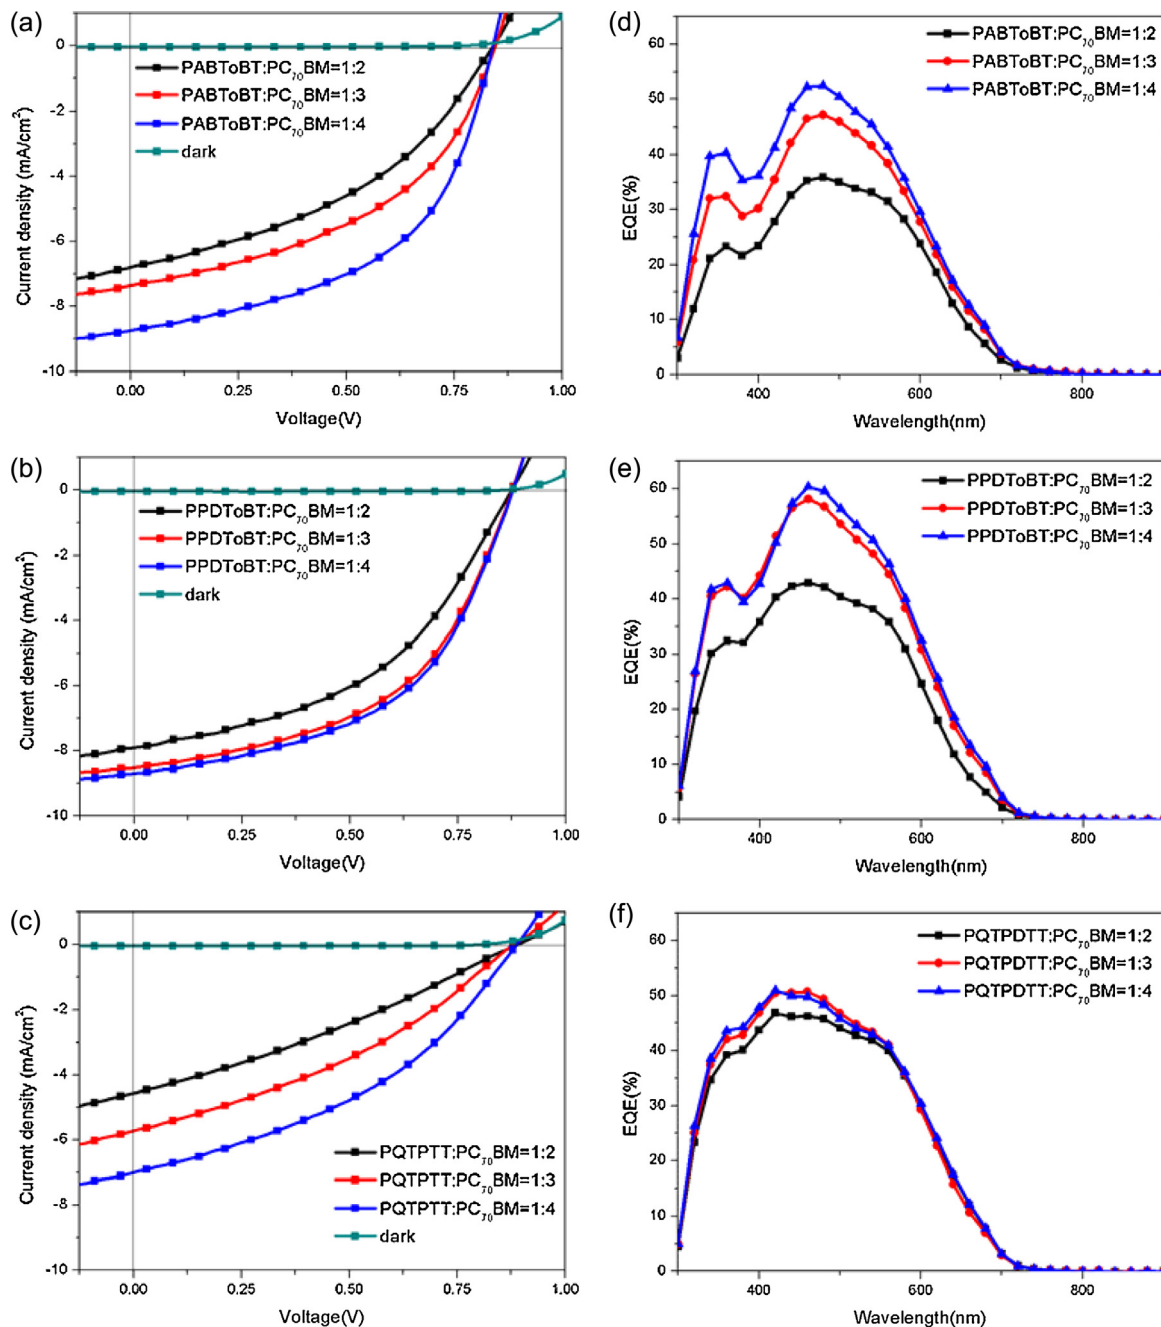 (a)
0
-2
-4
-6
-8
-10
Current density (mA/cm²)
PABToBT:PC₇₀BM=1:2
PABToBT:PC₇₀BM=1:3
PABToBT:PC₇₀BM=1:4
dark
0.00 0.25 0.50 0.75 1.00
Voltage(V)
(d)
60
50
40
30
20
10
0
EQE(%)
PABToBT:PC₇₀BM=1:2
PABToBT:PC₇₀BM=1:3
PABToBT:PC₇₀BM=1:4
400 600 800
Wavelength(nm)
(b)
0
-2
-4
-6
-8
-10
Current density (mA/cm²)
PPDToBT:PC₇₀BM=1:2
PPDToBT:PC₇₀BM=1:3
PPDToBT:PC₇₀BM=1:4
dark
0.00 0.25 0.50 0.75 1.00
Voltage(V)
(e)
60
50
40
30
20
10
0
EQE(%)
PPDToBT:PC₇₀BM=1:2
PPDToBT:PC₇₀BM=1:3
PPDToBT:PC₇₀BM=1:4
400 600 800
Wavelength(nm)
(c)
0
-2
-4
-6
-8
-10
Current density (mA/cm²)
PQTPTT:PC₇₀BM=1:2
PQTPTT:PC₇₀BM=1:3
PQTPTT:PC₇₀BM=1:4
dark
0.00 0.25 0.50 0.75 1.00
Voltage(V)
(f)
60
50
40
30
20
10
0
EQE(%)
PQTPDTT:PC₇₀BM=1:2
PQTPDTT:PC₇₀BM=1:3
PQTPDTT:PC₇₀BM=1:4
400 600 800
Wavelength(nm)